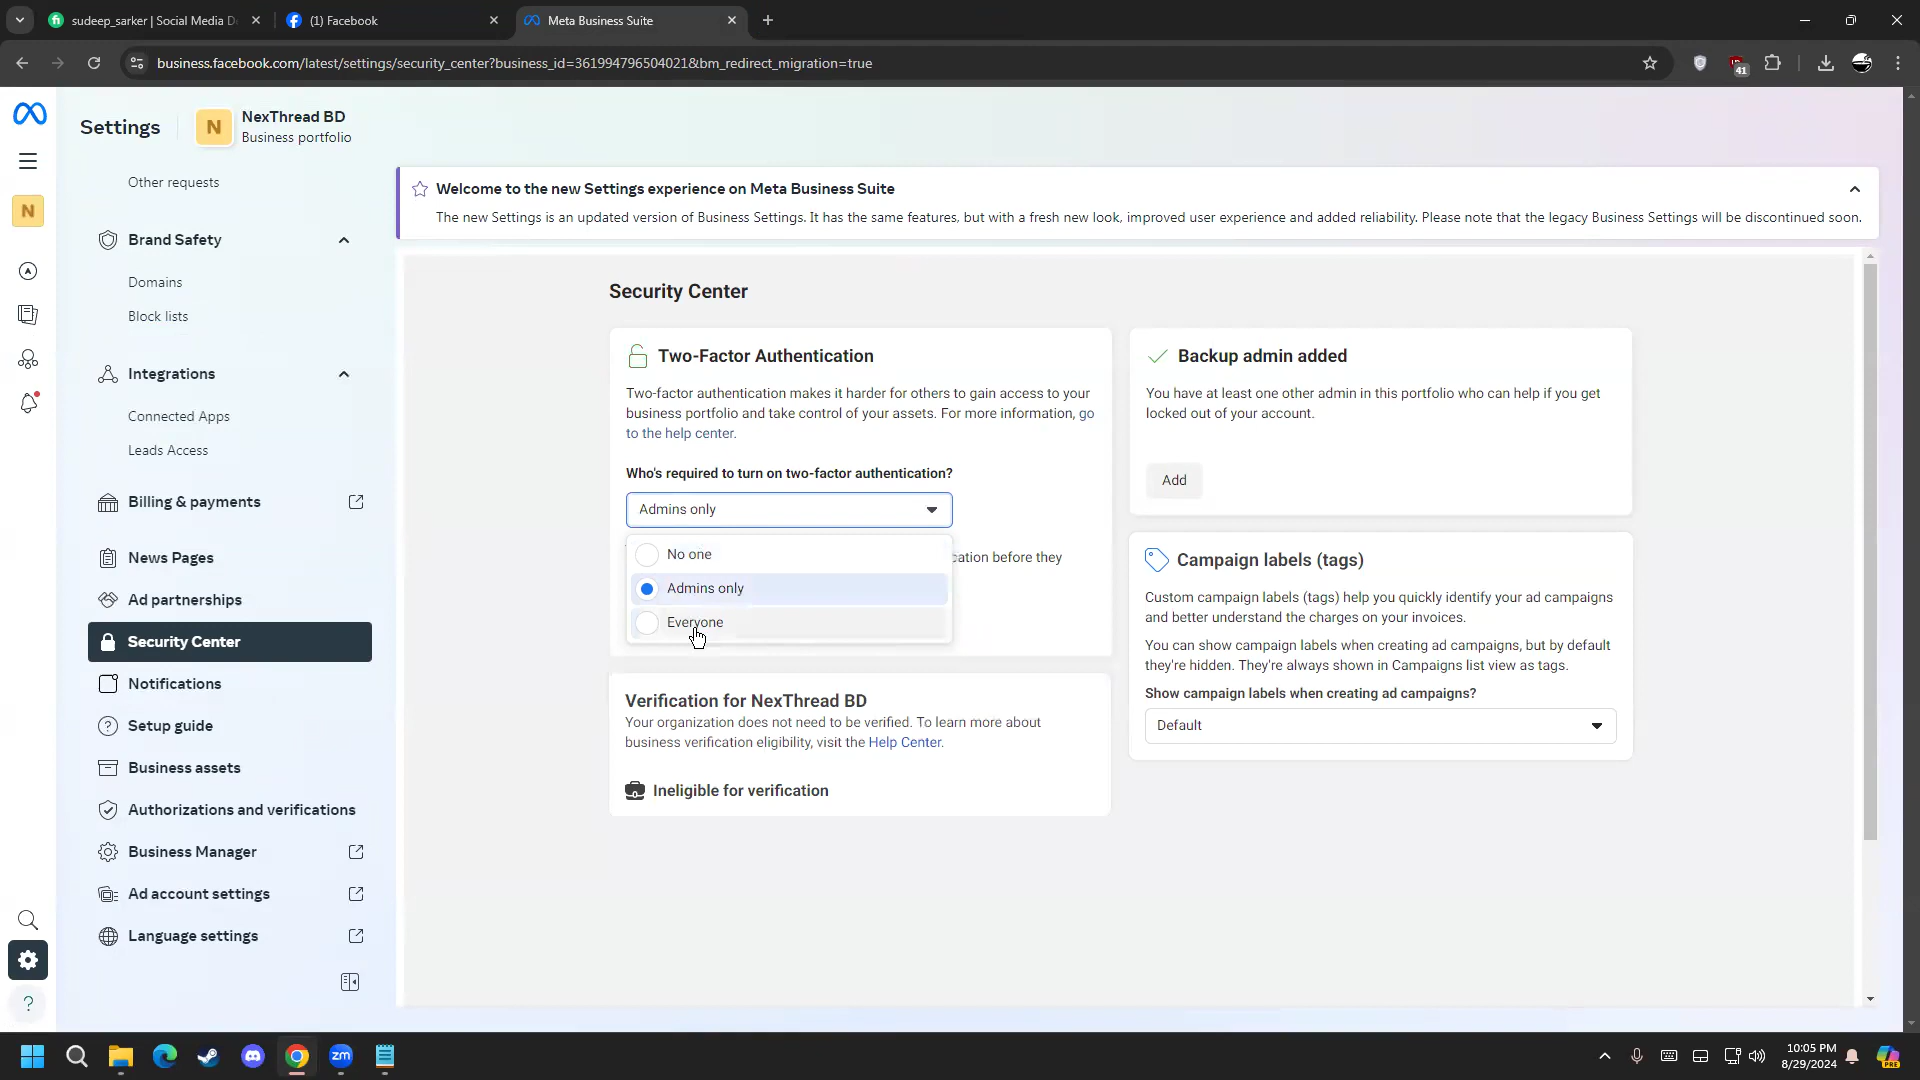 sudeep_sarker | Social Media D
(1) Facebook
Meta Business Suite
business.facebook.com/latest/settings/security_center?business_id=361994796504021&bm_redirect_migration=true
41
Settings
N
NexThread BD
Business portfolio
N
Other requests
Brand Safety
Domains
Block lists
Integrations
Connected Apps
Leads Access
Billing & payments
News Pages
Ad partnerships
Security Center
Notifications
Setup guide
Business assets
Authorizations and verifications
Business Manager
Ad account settings
Language settings
Welcome to the new Settings experience on Meta Business Suite
The new Settings is an updated version of Business Settings. It has the same features, but with a fresh new look, improved user experience and added reliability. Please note that the legacy Business Settings will be discontinued soon.
Security Center
Two-Factor Authentication
Two-factor authentication makes it harder for others to gain access to your
business portfolio and take control of your assets. For more information, go
to the help center.
Who's required to turn on two-factor authentication?
Admins only
No one
cation before they
Admins only
Everyone
Verification for NexThread BD
Your organization does not need to be verified. To learn more about
business verification eligibility, visit the Help Center.
Ineligible for verification
Backup admin added
You have at least one other admin in this portfolio who can help if you get
locked out of your account.
Add
Campaign labels (tags)
Custom campaign labels (tags) help you quickly identify your ad campaigns
and better understand the charges on your invoices.
You can show campaign labels when creating ad campaigns, but by default
they're hidden. They're always shown in Campaigns list view as tags.
Show campaign labels when creating ad campaigns?
Default
?
zm
10:05 PM
8/29/2024
PRE